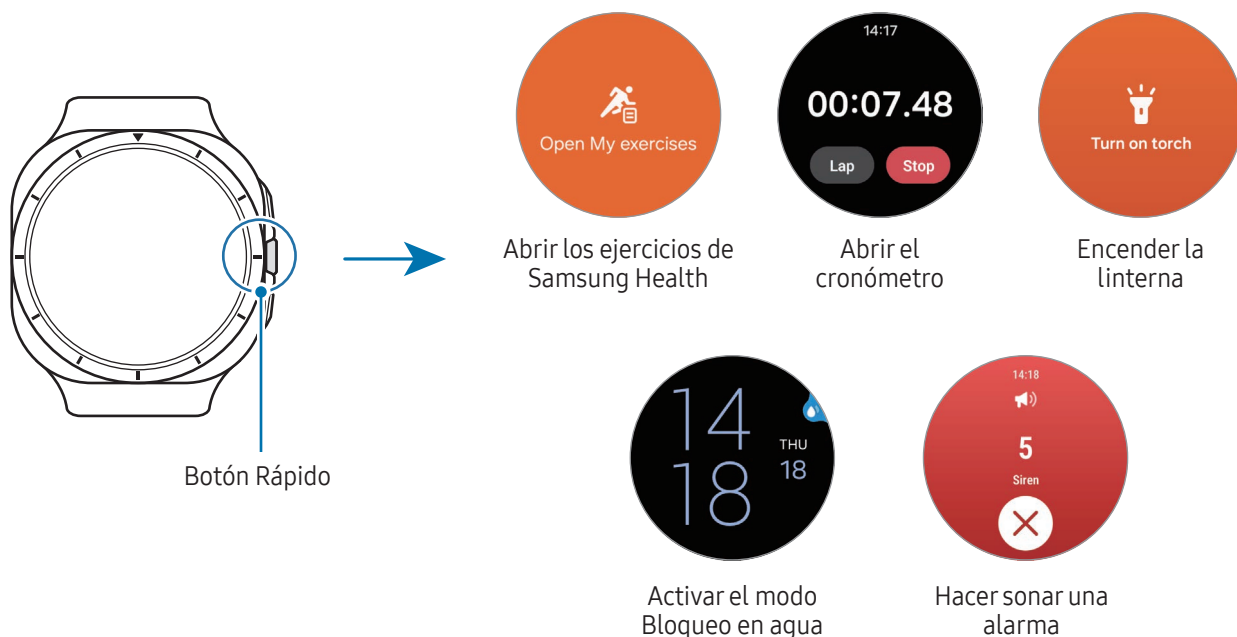 14:17
00:07.48
Lap
Stop
Open My exercises
Turn on torch
Abrir los ejercicios de
Samsung Health
Abrir el
cronómetro
Encender la
linterna
Botón Rápido
14
18
THU
18
14:18
5
Siren
Activar el modo
Bloqueo en agua
Hacer sonar una
alarma